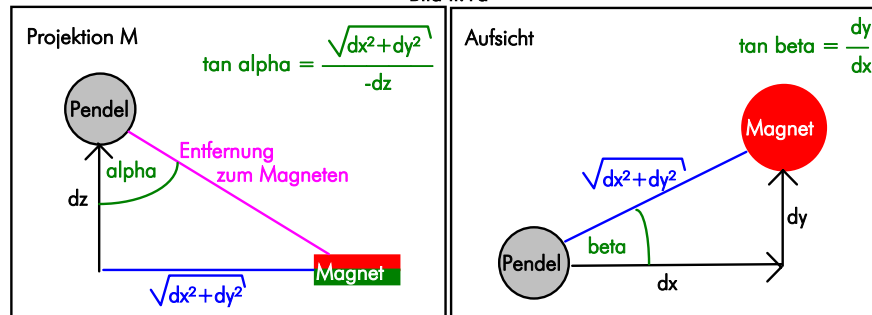 Projektion M
tan alpha = √dx²+dy² / -dz
Pendel
alpha
Entfernung
zum Magneten
dz
Magnet
√dx²+dy²
Aufsicht
tan beta = dy / dx
Magnet
√dx²+dy²
dy
beta
Pendel
dx